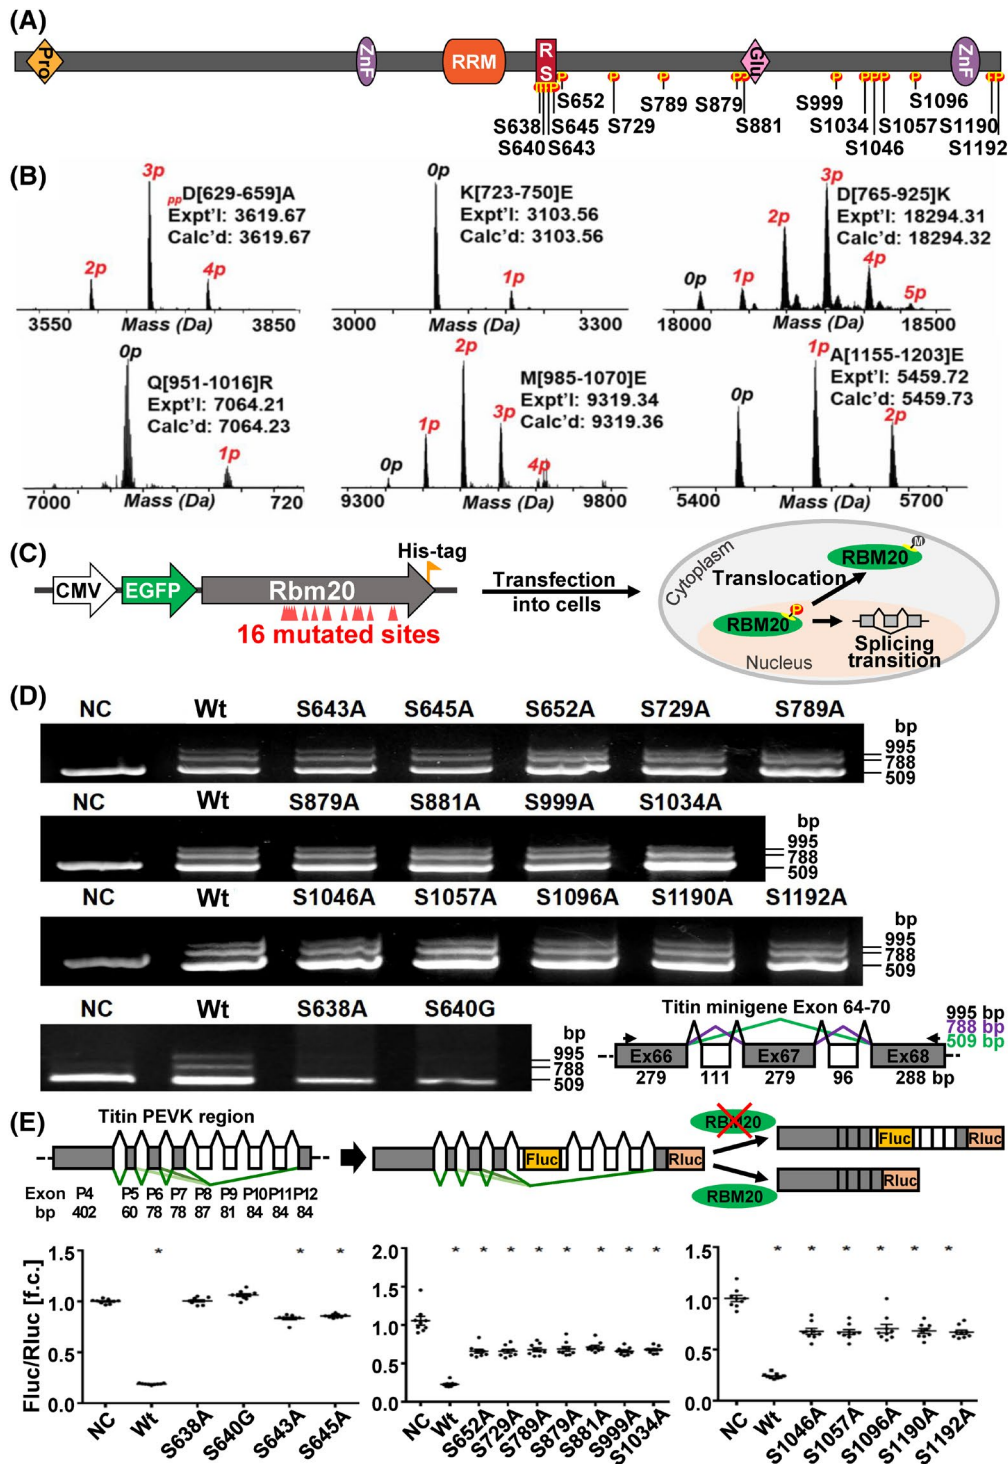 (A)
Pro
ZnF
RRM
RS
Glu
ZnF
P P P P P P P P P P P P P P P P
S652
S789
S879
S999
S1096
S638
S645
S729
S881
S1034
S1057
S1190
S640
S643
S1046
S1192
(B)
3p
ppD[629-659]A
Expt'l: 3619.67
Calc'd: 3619.67
2p
4p
3550
Mass (Da)
3850
0p
K[723-750]E
Expt'l: 3103.56
Calc'd: 3103.56
1p
3000
Mass (Da)
3300
3p
D[765-925]K
Expt'l: 18294.31
Calc'd: 18294.32
2p
4p
0p
1p
5p
18000
Mass (Da)
18500
0p
Q[951-1016]R
Expt'l: 7064.21
Calc'd: 7064.23
1p
7000
Mass (Da)
720
2p
M[985-1070]E
Expt'l: 9319.34
Calc'd: 9319.36
1p
3p
0p
4p
9300
Mass (Da)
9800
1p
A[1155-1203]E
Expt'l: 5459.72
Calc'd: 5459.73
0p
2p
5400
Mass (Da)
5700
(C)
His-tag
CMV
EGFP
Rbm20
16 mutated sites
Transfection
into cells
Cytoplasm
RBM20
M
Translocation
RBM20
P
Splicing
transition
Nucleus
(D)
NC Wt S643A S645A S652A S729A S789A
bp
995
788
509
NC Wt S879A S881A S999A S1034A
bp
995
788
509
NC Wt S1046A S1057A S1096A S1190A S1192A
bp
995
788
509
NC Wt S638A S640G
bp
995
788
509
Titin minigene Exon 64-70
995 bp
788 bp
509 bp
Ex66
Ex67
Ex68
279 111 279 96 288 bp
(E)
Titin PEVK region
Exon P4 P5 P6 P7 P8 P9 P10 P11 P12
bp 402 60 78 78 87 81 84 84 84
Fluc
Rluc
RBM20
Fluc
Rluc
RBM20
Rluc
Fluc/Rluc [f.c.]
1.5
1.0
0.5
0.0
* * *
NC Wt S638A S640G S643A S645A
2.0
1.5
1.0
0.5
0.0
* * * * * * * *
NC Wt S652A S729A S789A S879A S881A S999A S1034A
1.5
1.0
0.5
0.0
* * * * * *
NC Wt S1046A S1057A S1096A S1190A S1192A